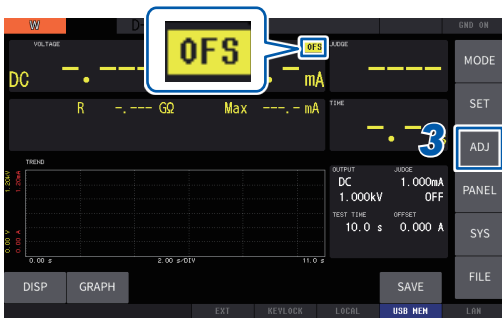 W D GND ON
VOLTAGE OFS JUDGE
OFS
DC -.--- mA ----
MODE
R -.--- GΩ Max ---.- mA TIME
SET
-.-
3
ADJ
TREND
1.20kV 1.20mA
0.00 V 0.00 A
OUTPUT JUDGE
DC 1.000mA
1.000kV OFF
PANEL
TEST TIME OFFSET
10.0 s 0.000 A
SYS
0.00 s 2.00 s/DIV 11.0 s
DISP GRAPH SAVE FILE
EXT KEYLOCK LOCAL USB MEM LAN